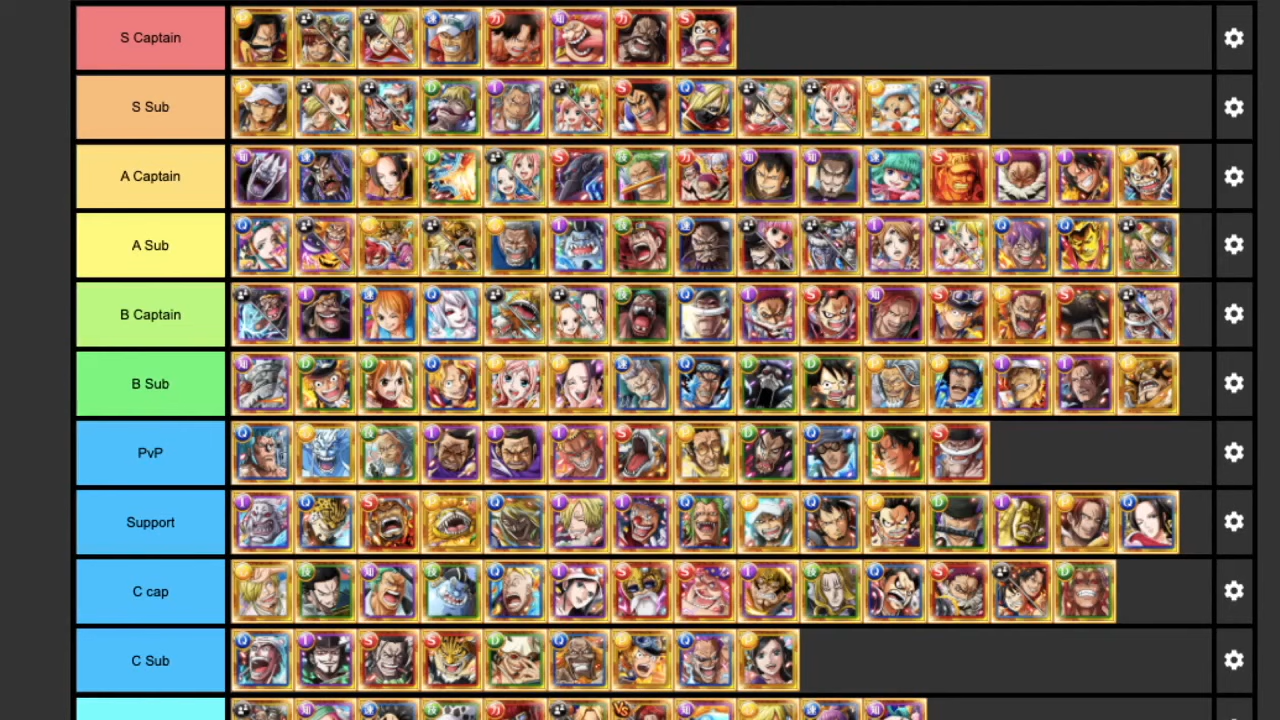 S Captain
S Sub
A Captain
A Sub
B Captain
B Sub
PvP
Support
C cap
C Sub